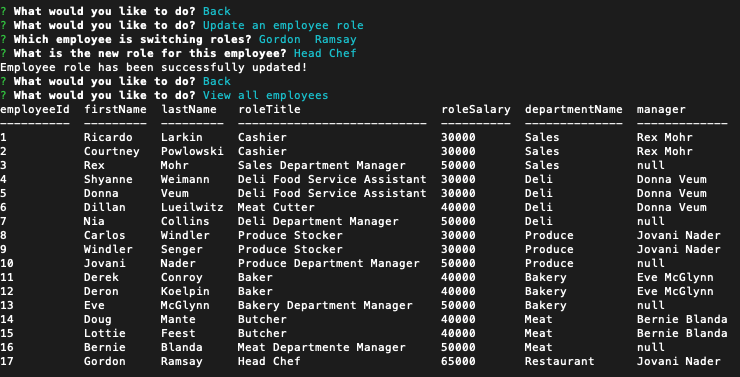 ? What would you like to do? Back
? What would you like to do? Update an employee role
? Which employee is switching roles? Gordon  Ramsay
? What is the new role for this employee? Head Chef
Employee role has been successfully updated!
? What would you like to do? Back
? What would you like to do? View all employees
employeeId  firstName  lastName   roleTitle                    roleSalary  departmentName  manager
----------  ---------  ---------  ---------------------------  ----------  --------------  -------------
1           Ricardo    Larkin     Cashier                      30000       Sales           Rex Mohr
2           Courtney   Powlowski  Cashier                      30000       Sales           Rex Mohr
3           Rex        Mohr       Sales Department Manager     50000       Sales           null
4           Shyanne    Weimann    Deli Food Service Assistant  30000       Deli            Donna Veum
5           Donna      Veum       Deli Food Service Assistant  30000       Deli            Donna Veum
6           Dillan     Lueilwitz  Meat Cutter                  40000       Deli            Donna Veum
7           Nia        Collins    Deli Department Manager      50000       Deli            null
8           Carlos     Windler    Produce Stocker              30000       Produce         Jovani Nader
9           Windler    Senger     Produce Stocker              30000       Produce         Jovani Nader
10          Jovani     Nader      Produce Department Manager   50000       Produce         null
11          Derek      Conroy     Baker                        40000       Bakery          Eve McGlynn
12          Deron      Koelpin    Baker                        40000       Bakery          Eve McGlynn
13          Eve        McGlynn    Bakery Department Manager    50000       Bakery          null
14          Doug       Mante      Butcher                      40000       Meat            Bernie Blanda
15          Lottie     Feest      Butcher                      40000       Meat            Bernie Blanda
16          Bernie     Blanda     Meat Departmente Manager     50000       Meat            null
17          Gordon     Ramsay     Head Chef                    65000       Restaurant      Jovani Nader